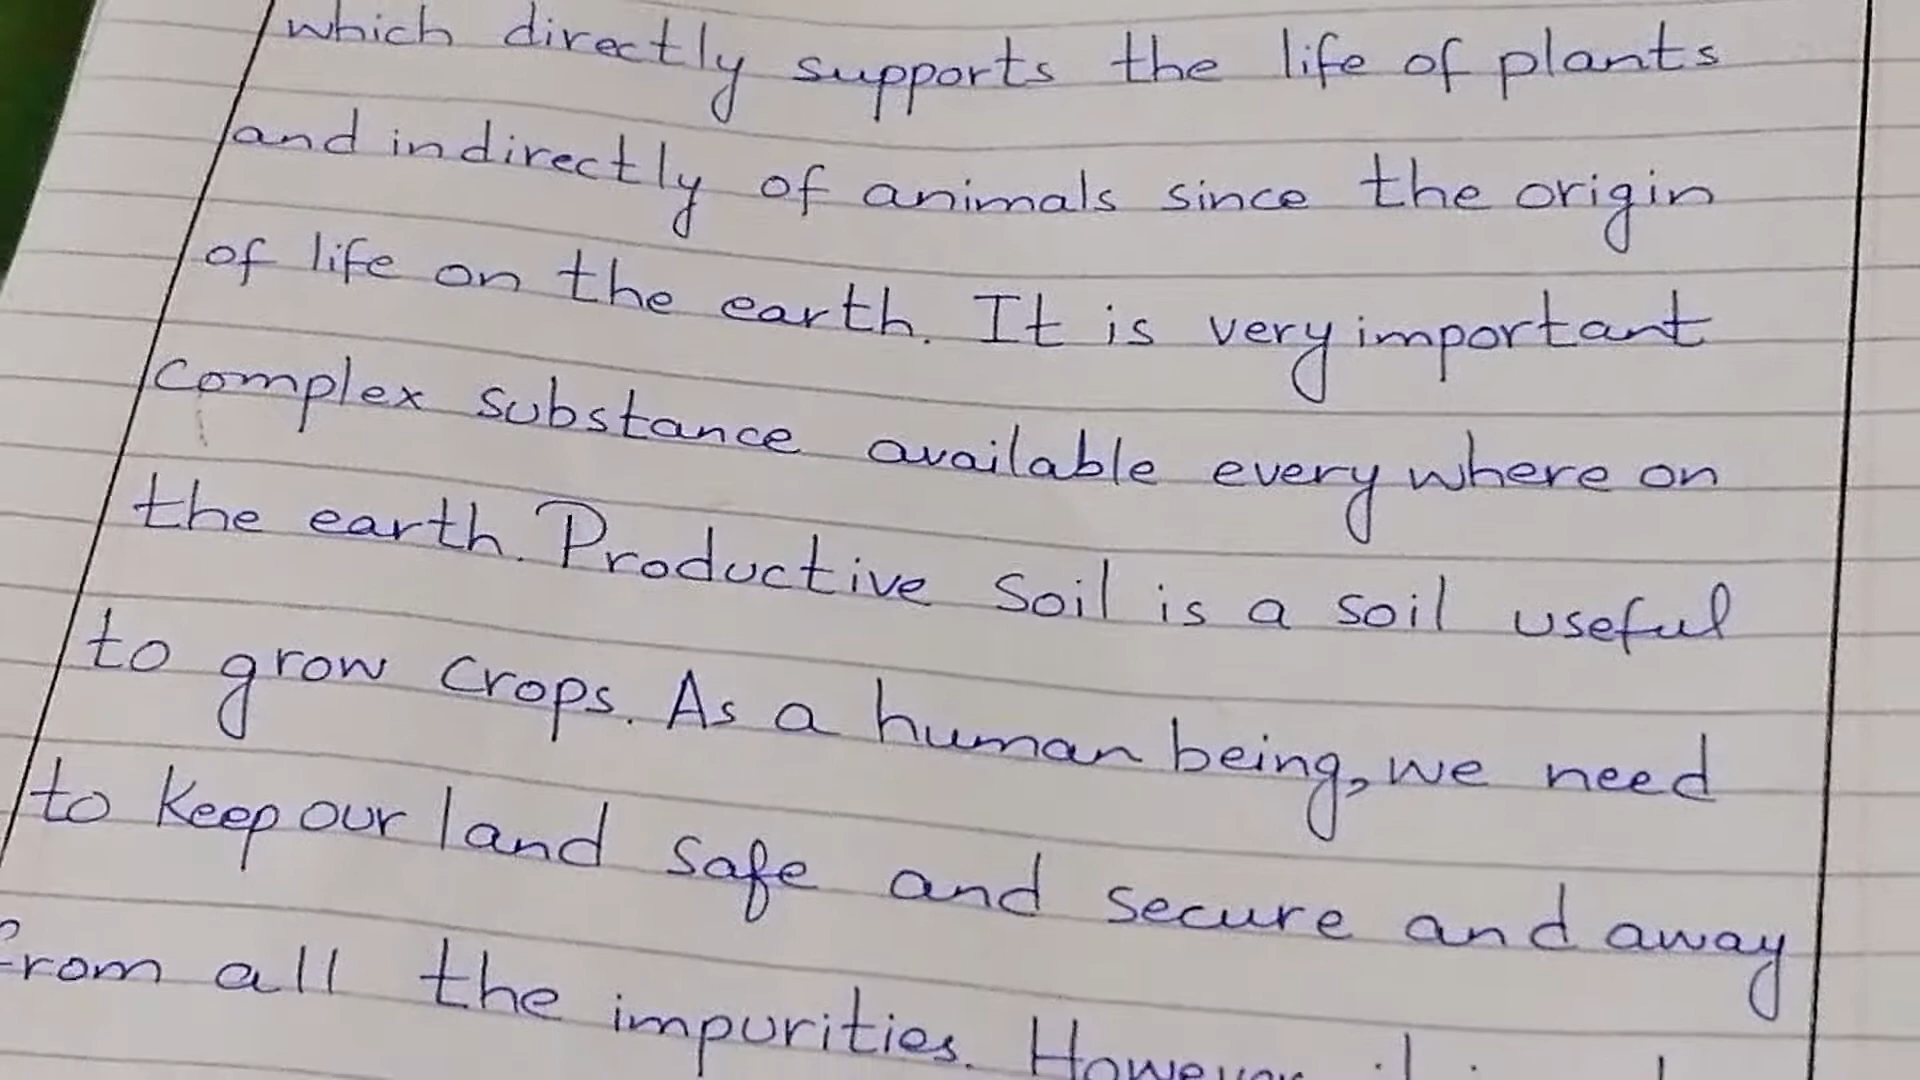 which directly supports the life of plants
and indirectly of animals since the origin
of life on the earth. It is very important
complex substance available every where on
the earth. Productive Soil is a soil useful
to grow crops. As a human being, we need
to keep our land safe and secure and away
from all the impurities. However